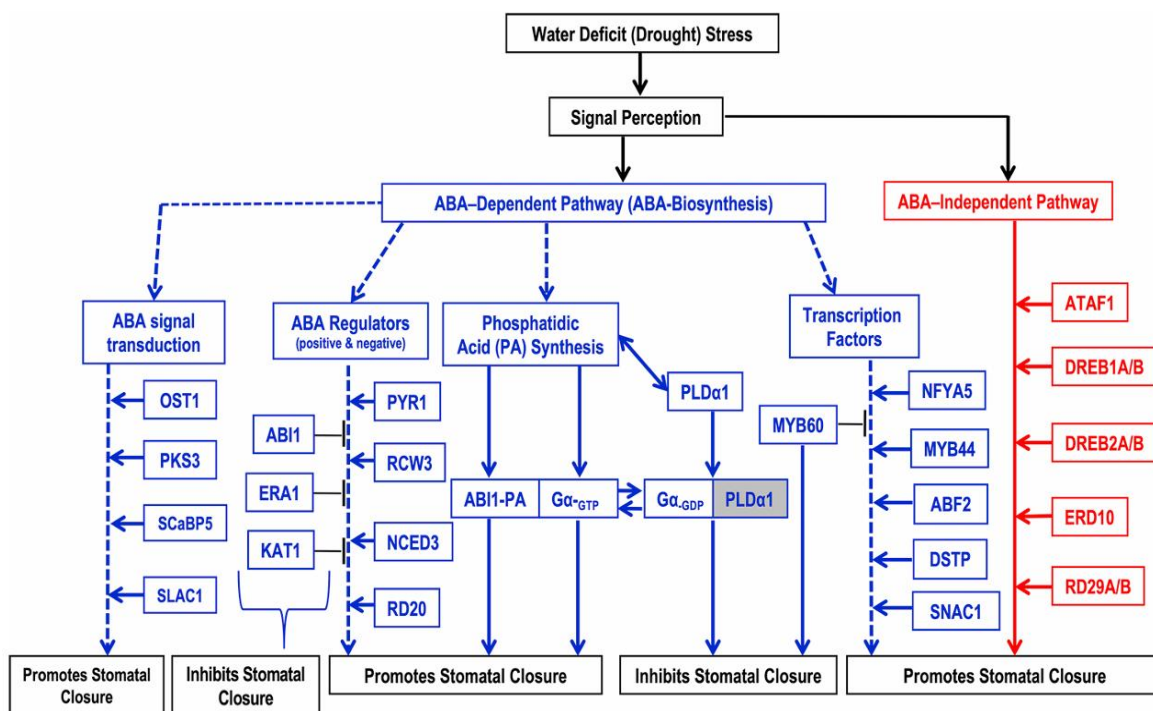 Water Deficit (Drought) Stress
Signal Perception
ABA–Dependent Pathway (ABA-Biosynthesis)
ABA–Independent Pathway
ABA signal
transduction
ABA Regulators
(positive & negative)
Phosphatidic
Acid (PA) Synthesis
Transcription
Factors
OST1
PKS3
SCaBP5
SLAC1
ABI1
ERA1
KAT1
PYR1
RCW3
NCED3
RD20
PLDα1
ABI1-PA
Gα-GTP
Gα-GDP
PLDα1
MYB60
NFYA5
MYB44
ABF2
DSTP
SNAC1
ATAF1
DREB1A/B
DREB2A/B
ERD10
RD29A/B
Promotes Stomatal
Closure
Inhibits Stomatal
Closure
Promotes Stomatal Closure
Inhibits Stomatal Closure
Promotes Stomatal Closure